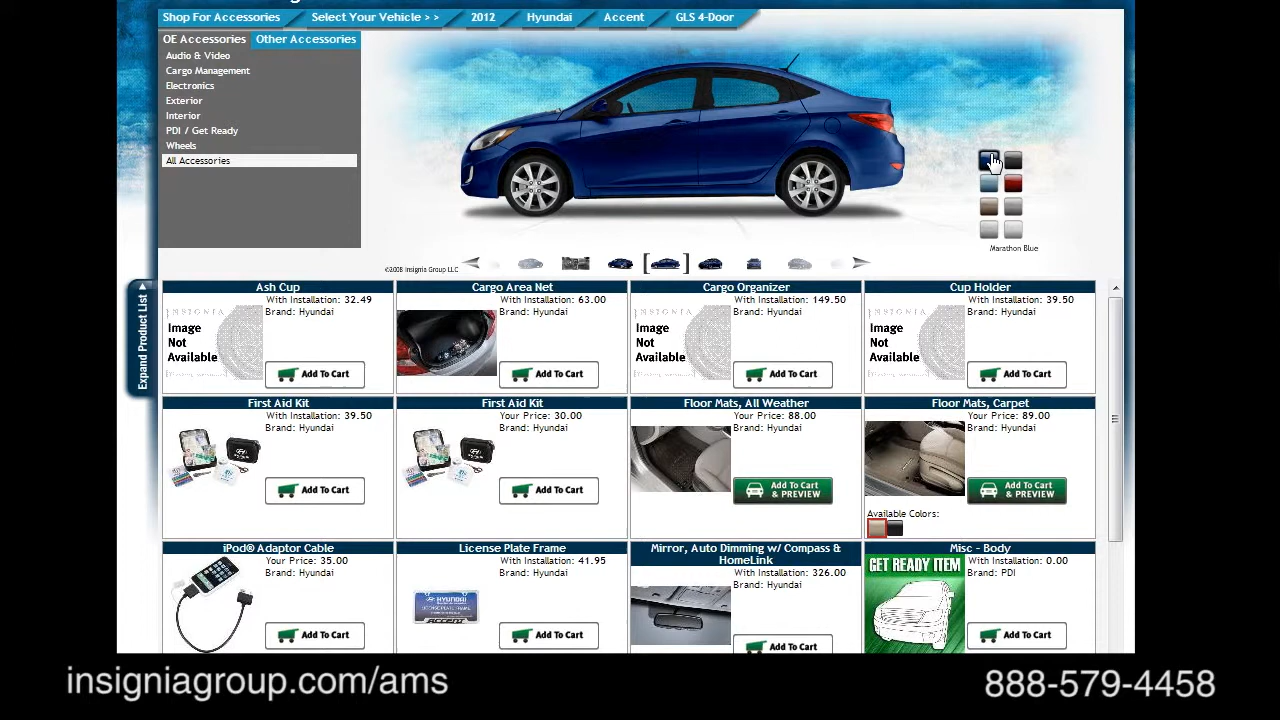 Shop For Accessories
Select Your Vehicle > >
2012
Hyundai
Accent
GLS 4-Door
OE Accessories
Other Accessories
Audio & Video
Cargo Management
Electronics
Exterior
Interior
PDI / Get Ready
Wheels
All Accessories
Marathon Blue
©2008 Insignia Group LLC
Expand Product List
Ash Cup
With Installation: 32.49
Brand: Hyundai
INSIGNIA
Image
Not
Available
Add To Cart
Cargo Area Net
With Installation: 63.00
Brand: Hyundai
Add To Cart
Cargo Organizer
With Installation: 149.50
Brand: Hyundai
INSIGNIA
Image
Not
Available
Add To Cart
Cup Holder
With Installation: 39.50
Brand: Hyundai
INSIGNIA
Image
Not
Available
Add To Cart
First Aid Kit
With Installation: 39.50
Brand: Hyundai
Add To Cart
First Aid Kit
Your Price: 30.00
Brand: Hyundai
Add To Cart
Floor Mats, All Weather
Your Price: 88.00
Brand: Hyundai
Add To Cart
& PREVIEW
Floor Mats, Carpet
Your Price: 89.00
Brand: Hyundai
Add To Cart
& PREVIEW
Available Colors:
iPod® Adaptor Cable
Your Price: 35.00
Brand: Hyundai
Add To Cart
License Plate Frame
With Installation: 41.95
Brand: Hyundai
HYUNDAI
LICENSE PLATE FRAME
ACCENT
Add To Cart
Mirror, Auto Dimming w/ Compass &
HomeLink
With Installation: 326.00
Brand: Hyundai
Add To Cart
Misc - Body
With Installation: 0.00
Brand: PDI
GET READY ITEM
Add To Cart
insigniagroup.com/ams
888-579-4458